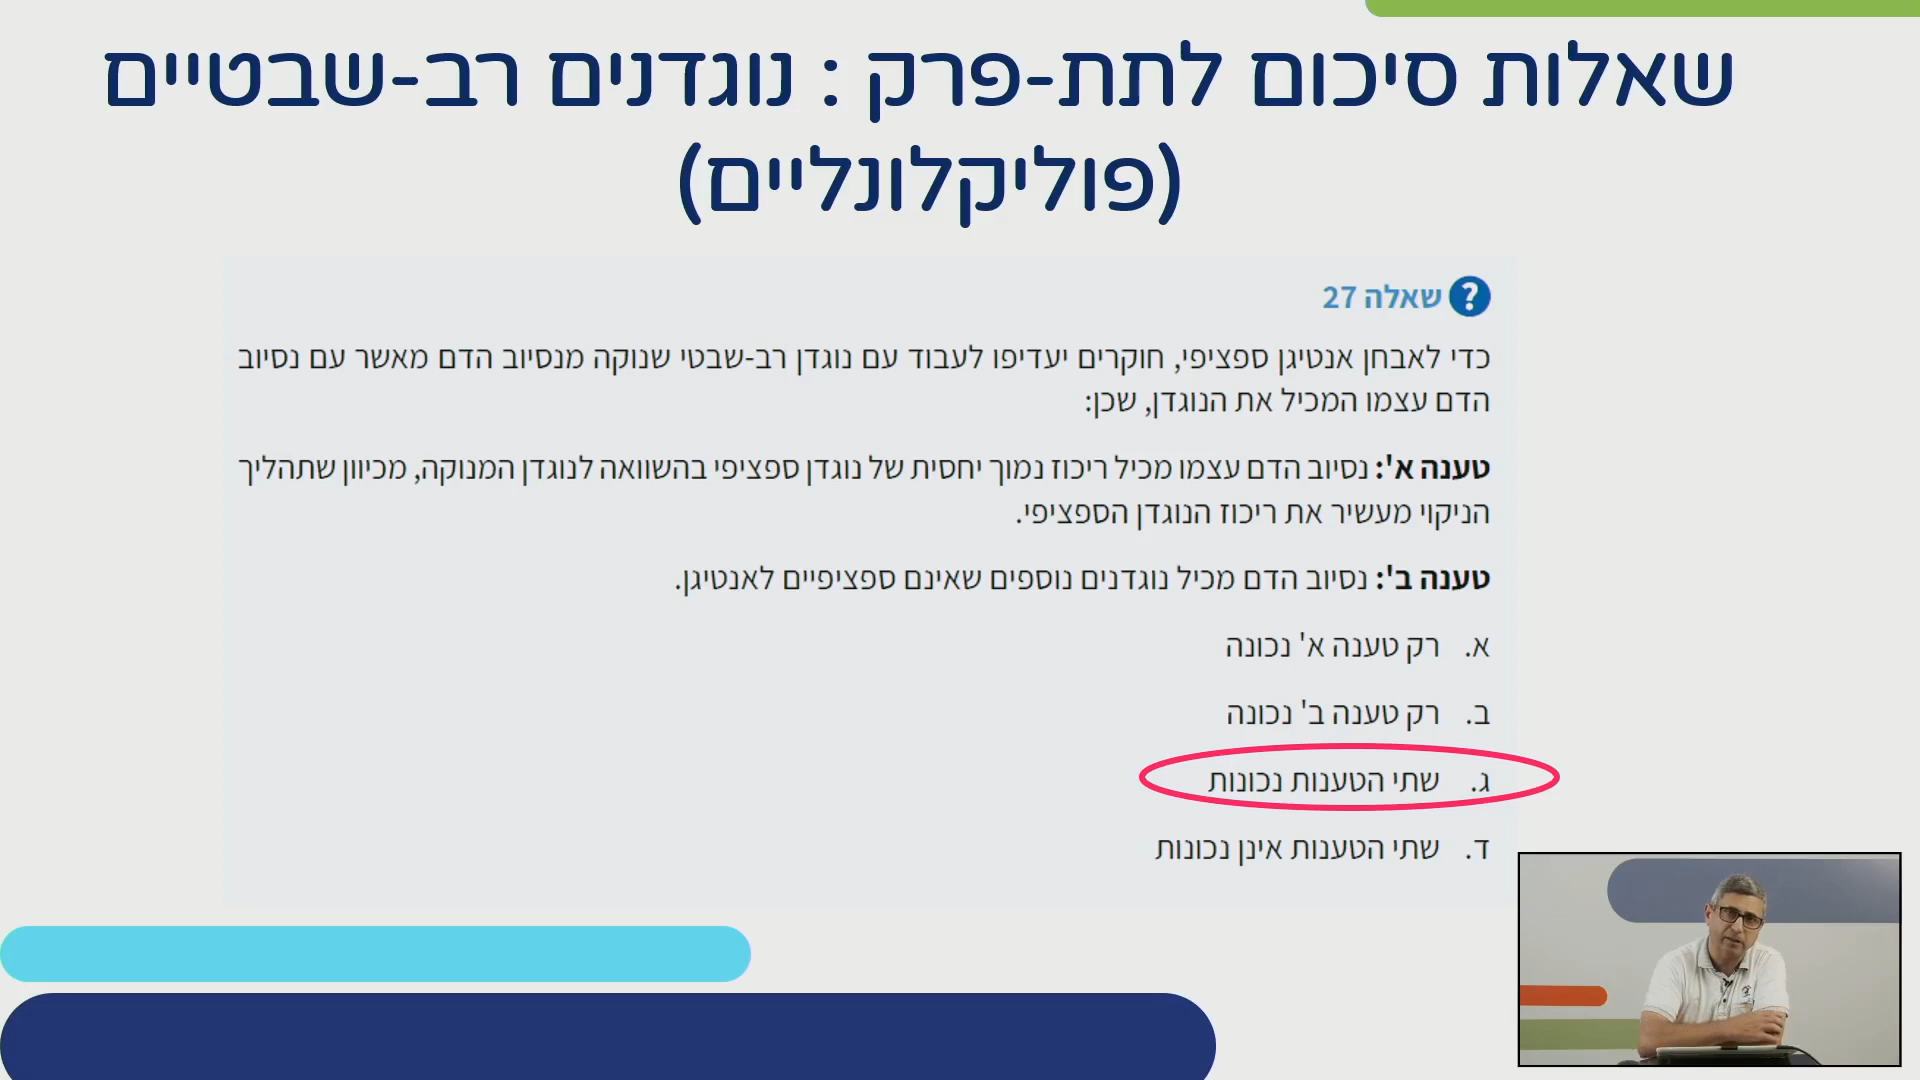 שאלות סיכום לתת-פרק : נוגדנים רב-שבטיים
(פוליקלונליים)
שאלה 27
כדי לאבחן אנטיגן ספציפי, חוקרים יעדיפו לעבוד עם נוגדן רב-שבטי שנוקה מנסיוב הדם מאשר עם נסיוב
הדם עצמו המכיל את הנוגדן, שכן:
טענה א': נסיוב הדם עצמו מכיל ריכוז נמוך יחסית של נוגדן ספציפי בהשוואה לנוגדן המנוקה, מכיוון שתהליך
הניקוי מעשיר את ריכוז הנוגדן הספציפי.
טענה ב': נסיוב הדם מכיל נוגדנים נוספים שאינם ספציפיים לאנטיגן.
א. רק טענה א' נכונה
ב. רק טענה ב' נכונה
ג. שתי הטענות נכונות
ד. שתי הטענות אינן נכונות